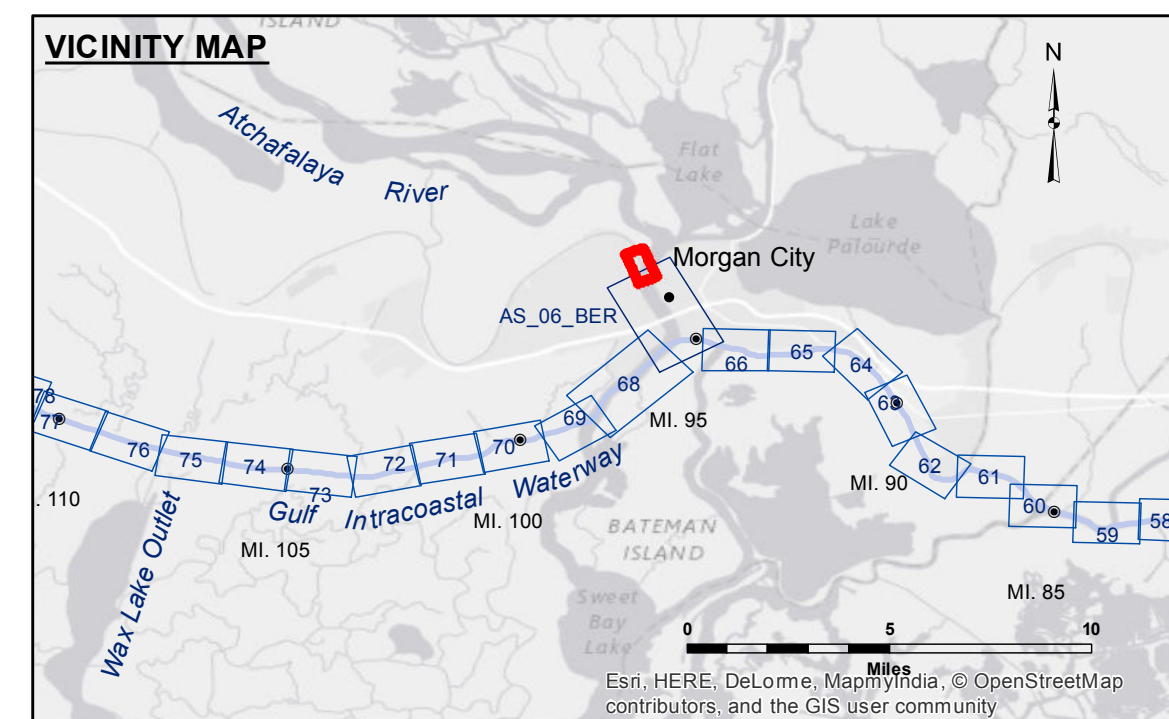 ISLAND
VICINITY MAP
N
Atchafalaya River
Flat
Lake
Lake
Palourde
Morgan City
AS_06_BER
66
65
64
63
62
61
60
59
58
68
69
70
71
72
73
74
75
76
77
78
MI. 95
MI. 90
MI. 85
MI. 100
MI. 105
. 110
Gulf Intracoastal Waterway
Wax Lake Outlet
BATEMAN
ISLAND
Sweet
Bay
Lake
0 5 10
Miles
Esri, HERE, DeLorme, MapmyIndia, © OpenStreetMap
contributors, and the GIS user community